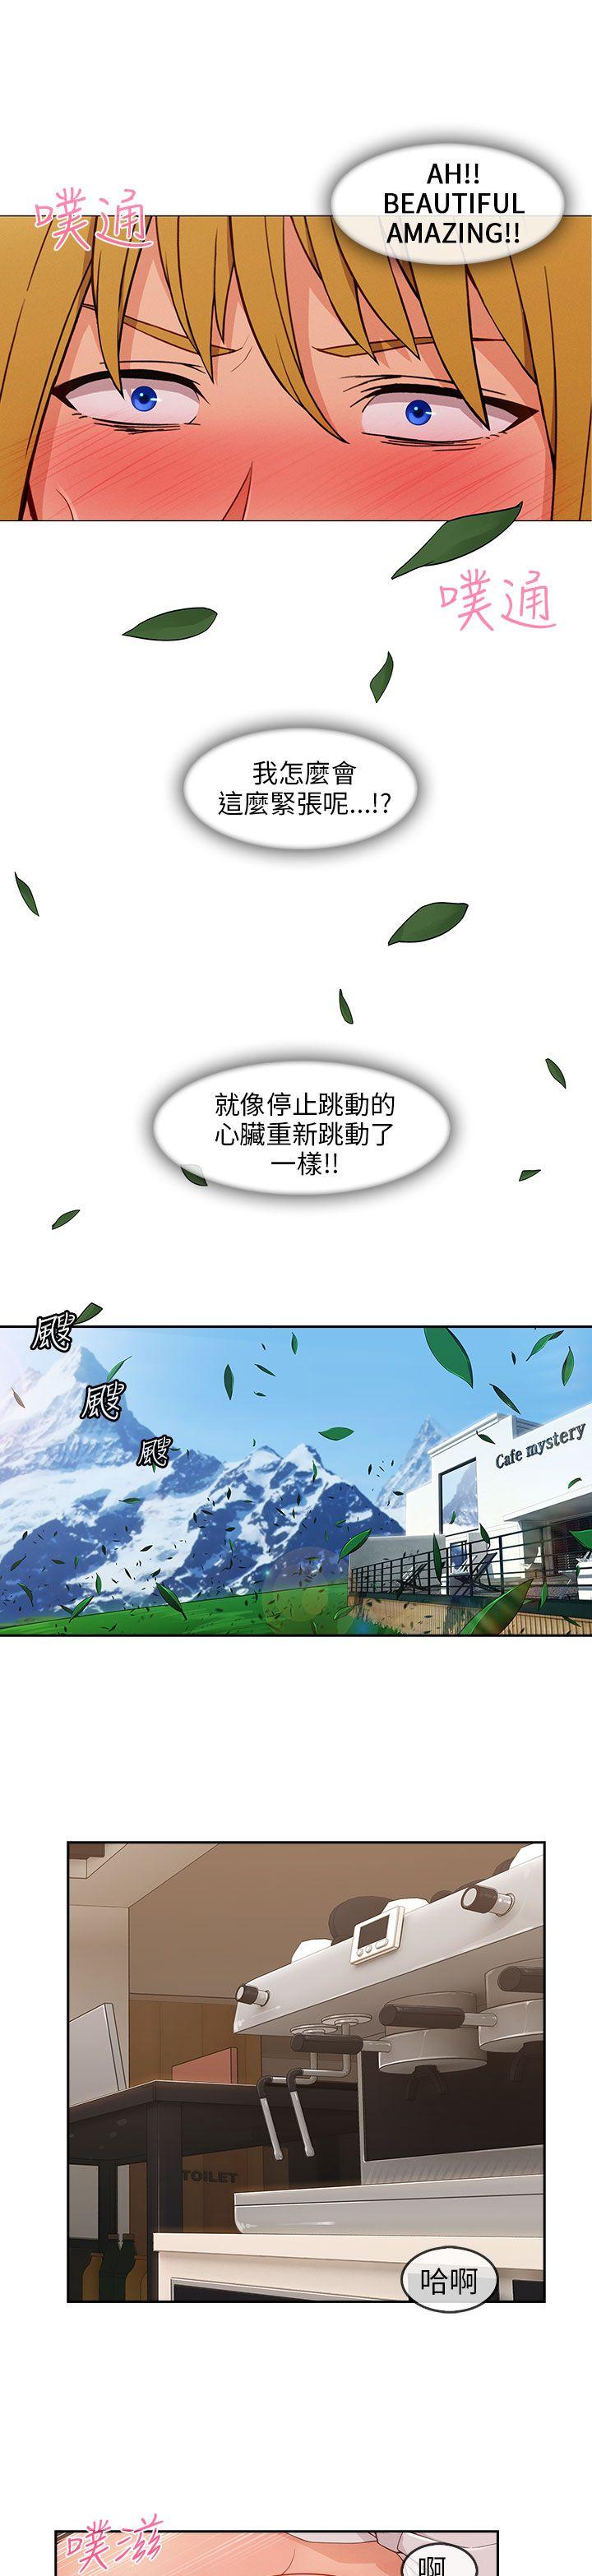 AH!!
BEAUTIFUL
AMAZING!!
噗通
噗通
我怎麼會
這麼緊張呢...!?
就像停止跳動的
心臟重新跳動了
一樣!!
颼
颼
颼
Cafe mystery
TOILET
哈啊
噗滋
啊